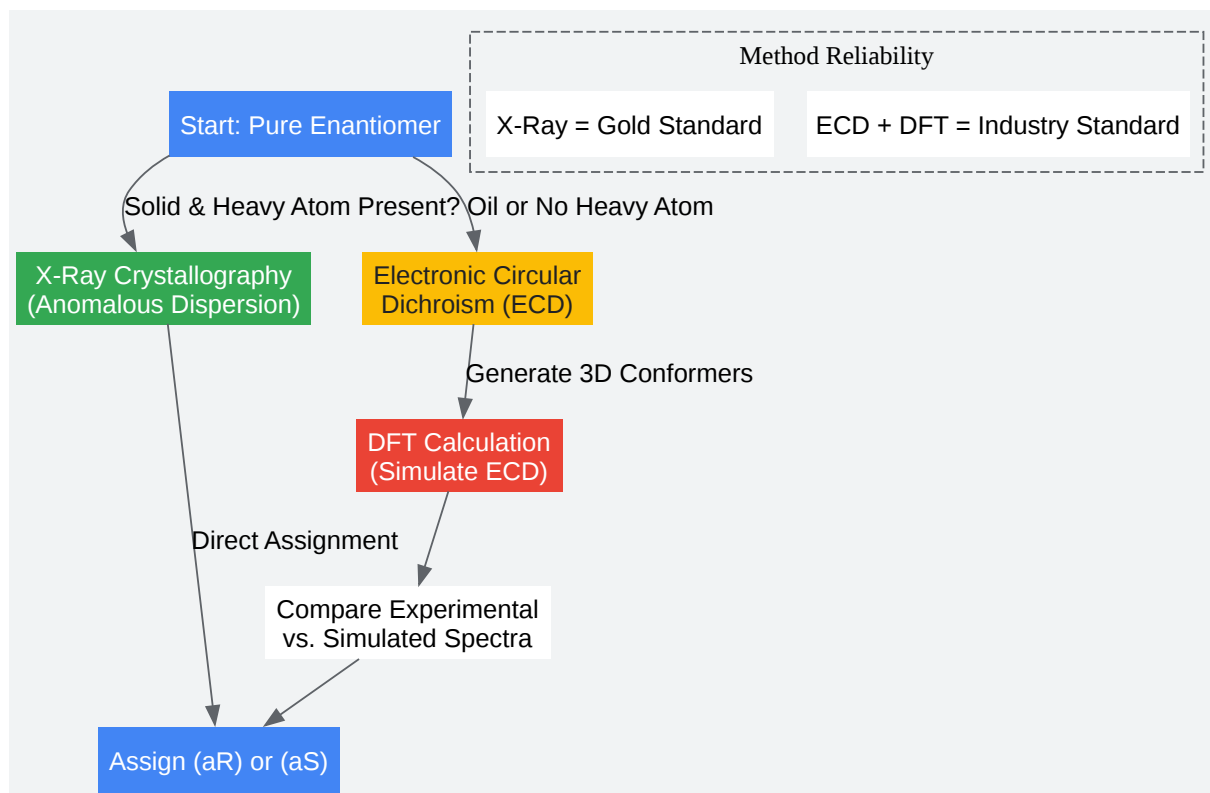 Method Reliability
Start: Pure Enantiomer
X-Ray = Gold Standard
ECD + DFT = Industry Standard
Solid & Heavy Atom Present?
Oil or No Heavy Atom
X-Ray Crystallography
(Anomalous Dispersion)
Electronic Circular
Dichroism (ECD)
Generate 3D Conformers
DFT Calculation
(Simulate ECD)
Direct Assignment
Compare Experimental
vs. Simulated Spectra
Assign (aR) or (aS)